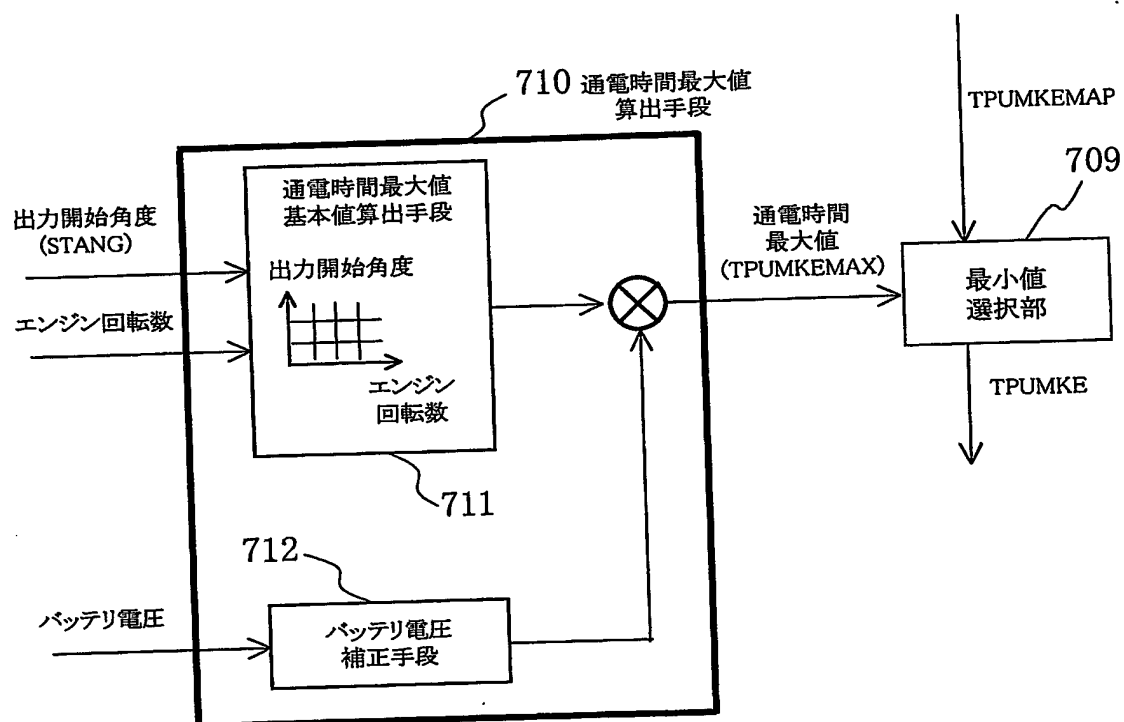 710 通電時間最大値
算出手段
TPUMKEMAP
709
通電時間最大値
基本値算出手段
出力開始角度
(STANG)
出力開始角度
エンジン回転数
エンジン
回転数
通電時間
最大値
(TPUMKEMAX)
最小値
選択部
TPUMKE
711
712
バッテリ電圧
バッテリ電圧
補正手段